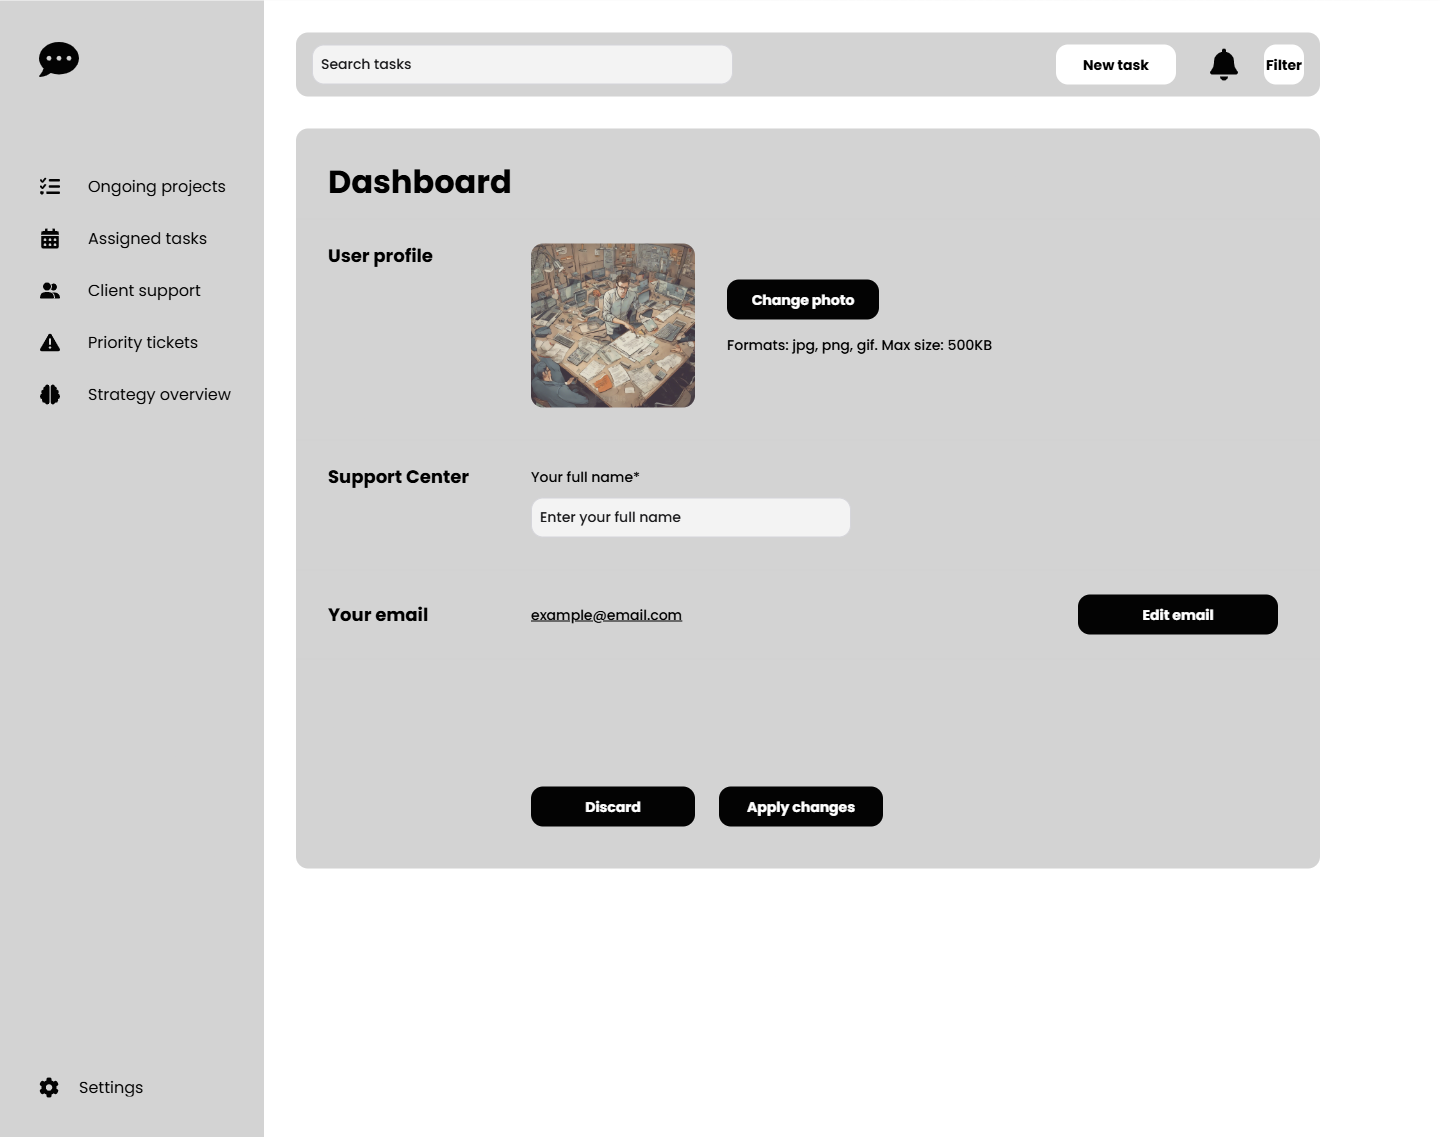 Search tasks
New task
Filter
Ongoing projects
Assigned tasks
Client support
Priority tickets
Strategy overview
Settings
Dashboard
User profile
Change photo
Formats: jpg, png, gif. Max size: 500KB
Support Center
Your full name*
Enter your full name
Your email
example@email.com
Edit email
Discard
Apply changes